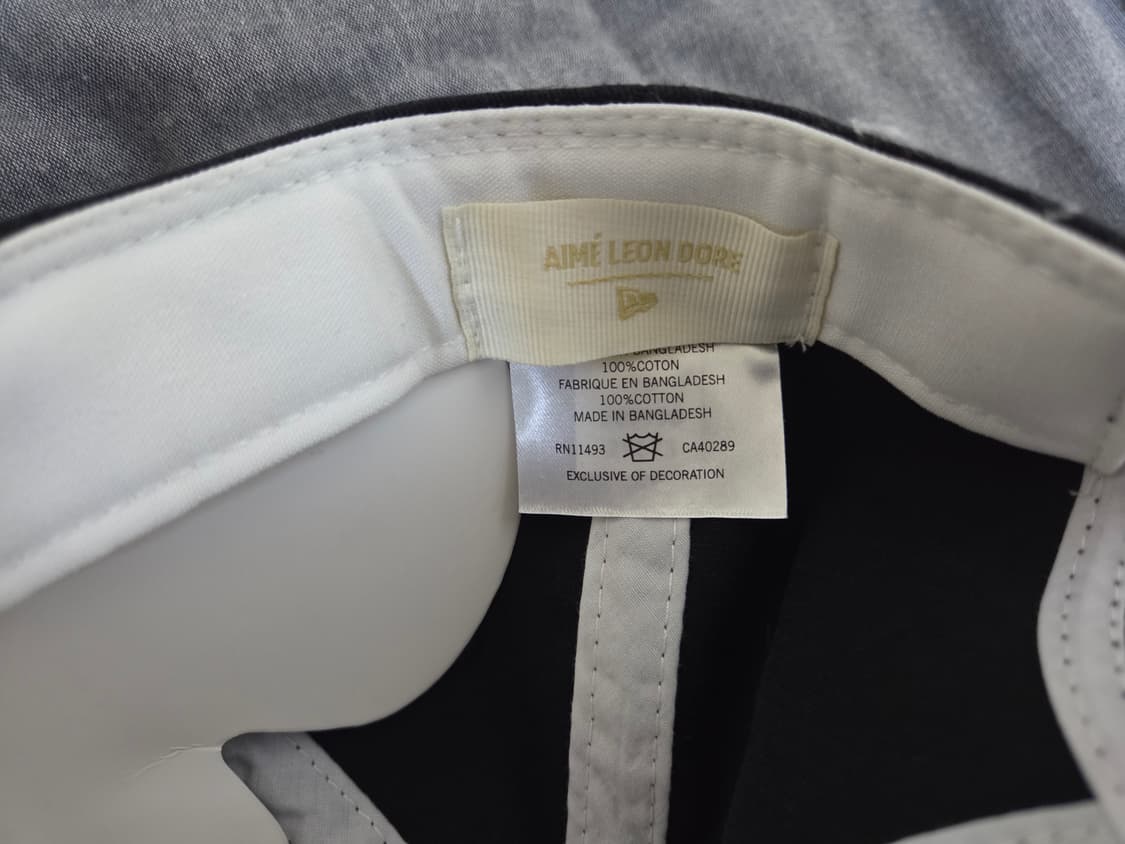 AIMÉ LEON DORE
BANGLADESH
100%COTON
FABRIQUE EN BANGLADESH
100%COTTON
MADE IN BANGLADESH
RN11493 CA40289
EXCLUSIVE OF DECORATION